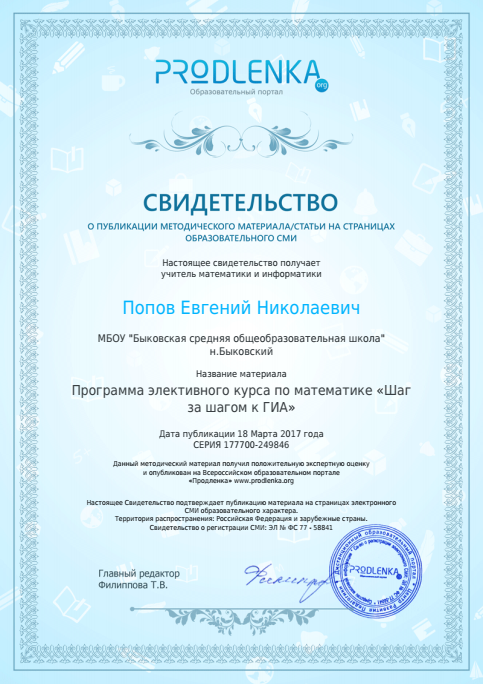 PRODLENKA
.org
Образовательный портал
СВИДЕТЕЛЬСТВО
О ПУБЛИКАЦИИ МЕТОДИЧЕСКОГО МАТЕРИАЛА/СТАТЬИ НА СТРАНИЦАХ
ОБРАЗОВАТЕЛЬНОГО СМИ
Настоящее свидетельство получает
учитель математики и информатики
Попов Евгений Николаевич
МБОУ "Быковская средняя общеобразовательная школа"
н.Быковский
Название материала
Программа элективного курса по математике «Шаг
за шагом к ГИА»
Дата публикации 18 Марта 2017 года
СЕРИЯ 177700-249846
Данный методический материал получил положительную экспертную оценку
и опубликован на Всероссийском образовательном портале
«Продленка» www.prodlenka.org
Настоящее Свидетельство подтверждает публикацию материала на страницах электронного
СМИ образовательного характера.
Территория распространения: Российская Федерация и зарубежные страны.
Свидетельство о регистрации СМИ: ЭЛ № ФС 77 - 58841
Главный редактор
Филиппова Т.В.
PRODLENKA